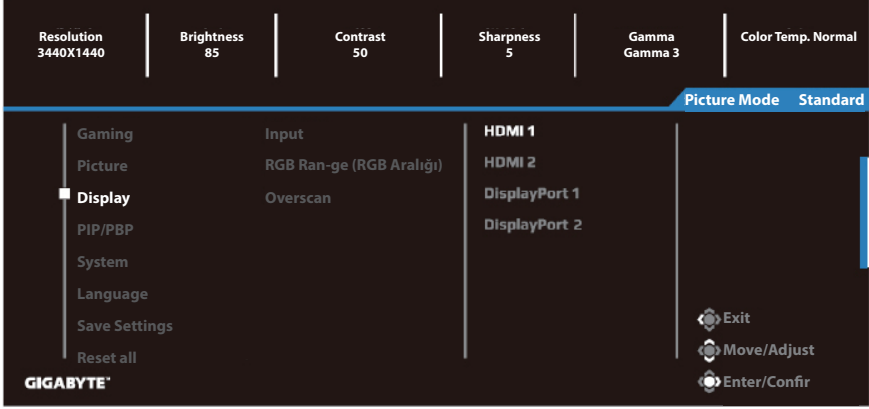 Resolution
3440X1440
Brightness
85
Contrast
50
Sharpness
5
Gamma
Gamma 3
Color Temp. Normal
Picture Mode Standard
Gaming
Picture
Display
PIP/PBP
System
Language
Save Settings
Reset all
Input
RGB Ran-ge (RGB Aralığı)
Overscan
HDMI 1
HDMI 2
DisplayPort 1
DisplayPort 2
Exit
Move/Adjust
Enter/Confir
GIGABYTE™